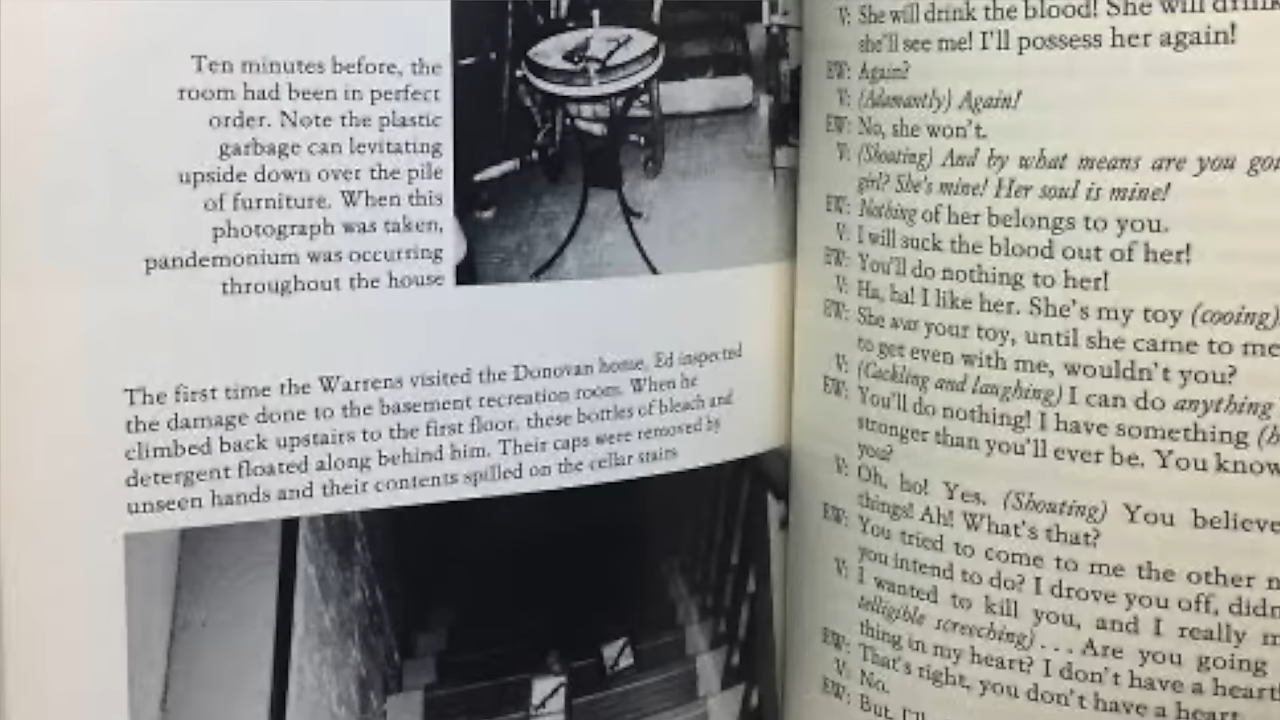 Ten minutes before, the
room had been in perfect
order. Note the plastic
garbage can levitating
upside down over the pile
of furniture. When this
photograph was taken,
pandemonium was occurring
throughout the house
The first time the Warrens visited the Donovan home, Ed inspected
the damage done to the basement recreation room. When he
climbed back upstairs to the first floor, these bottles of bleach and
detergent floated along behind him. Their caps were removed by
unseen hands and their contents spilled on the cellar stairs
V: She will drink the blood! She will drink
she'll see me! I'll possess her again!
EW: Again?
V: (Adamantly) Again!
EW: No, she won't.
V: (Shouting) And by what means are you
girl? She's mine! Her soul is mine!
EW: Nothing of her belongs to you.
V: I will suck the blood out of her!
EW: You'll do nothing to her!
V: Ha, ha! I like her. She's my toy (cooing)
EW: She was your toy, until she came to me
to get even with me, wouldn't you?
V: (Cackling and laughing) I can do anything
EW: You'll do nothing! I have something
stronger than you'll ever be. You know
you?
V: Oh, ho! Yes. (Shouting) You believe
things! Ah! What's that?
EW: You tried to come to me the other
you intend to do? I drove you off,
V: I wanted to kill you, and I really
telligible screeching) . . . Are you going
thing in my heart? I don't have a heart
EW: That's right, you don't have a heart
V: No.
EW: But, I'll